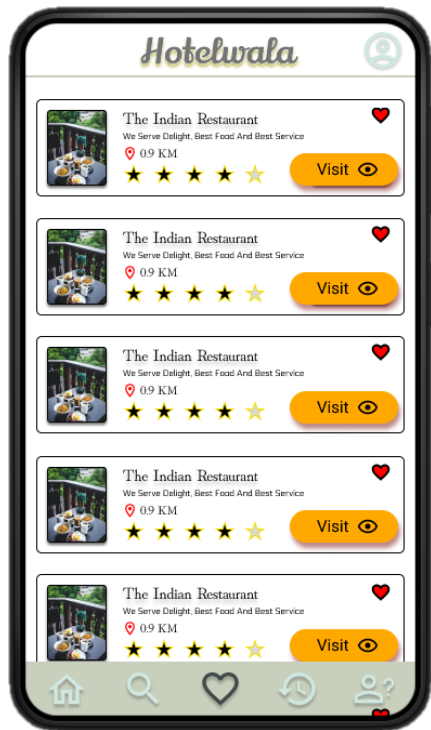 Hotelwala
The Indian Restaurant
We Serve Delight, Best Food And Best Service
0.9 KM
Visit
The Indian Restaurant
We Serve Delight, Best Food And Best Service
0.9 KM
Visit
The Indian Restaurant
We Serve Delight, Best Food And Best Service
0.9 KM
Visit
The Indian Restaurant
We Serve Delight, Best Food And Best Service
0.9 KM
Visit
The Indian Restaurant
We Serve Delight, Best Food And Best Service
0.9 KM
Visit
?